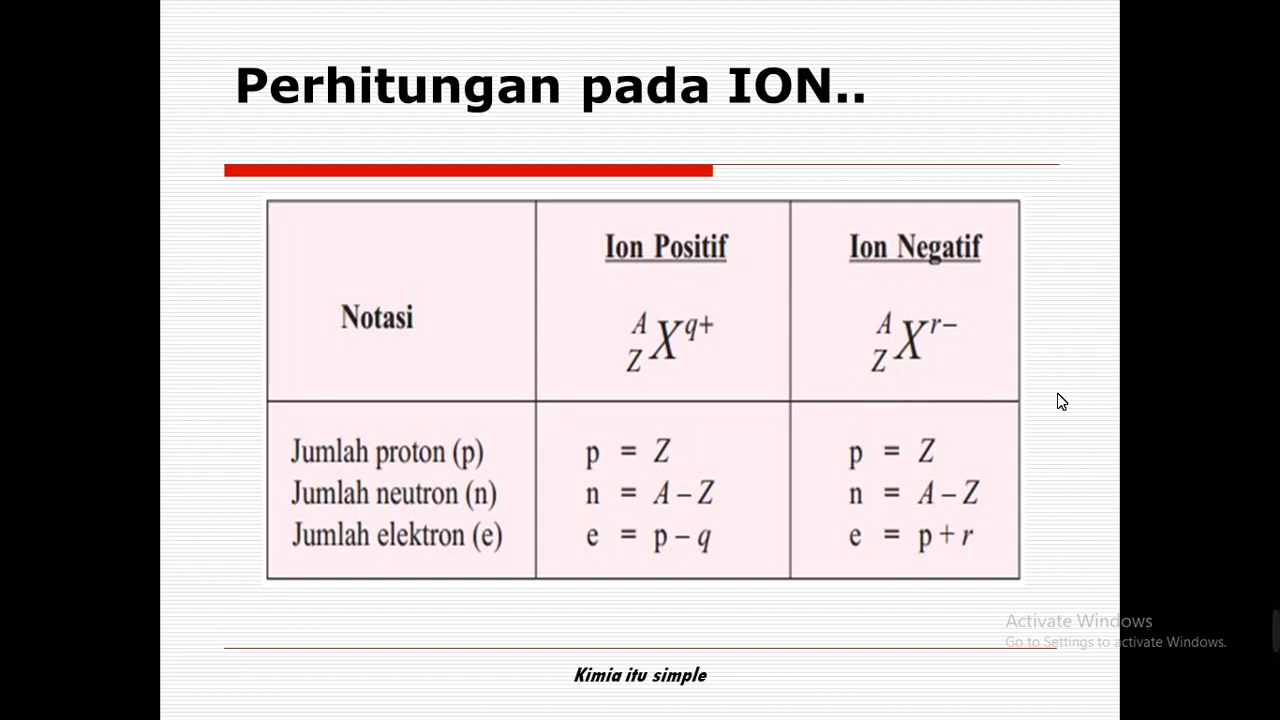 Perhitungan pada ION..
Notasi
Ion Positif
A
Z X q+
Ion Negatif
A
Z X r–
Jumlah proton (p)
Jumlah neutron (n)
Jumlah elektron (e)
p = Z
n = A – Z
e = p – q
p = Z
n = A – Z
e = p + r
Activate Windows
Go to Settings to activate Windows.
Kimia itu simple